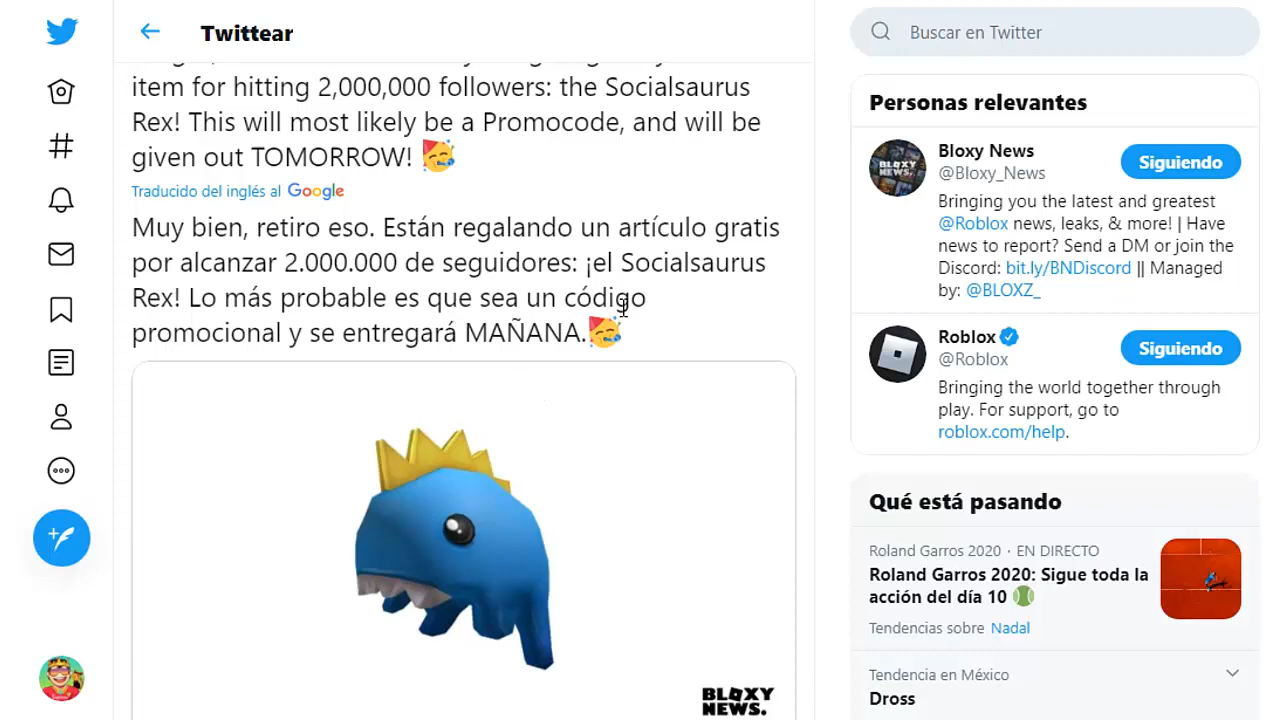 Twittear
item for hitting 2,000,000 followers: the Socialsaurus
Rex! This will most likely be a Promocode, and will be
given out TOMORROW! 🥳
Traducido del inglés al Google
Muy bien, retiro eso. Están regalando un artículo gratis
por alcanzar 2.000.000 de seguidores: ¡el Socialsaurus
Rex! Lo más probable es que sea un código
promocional y se entregará MAÑANA.🥳
BLOXY
NEWS.
Buscar en Twitter
Personas relevantes
BLOXY
NEWS.
Bloxy News
@Bloxy_News
Siguiendo
Bringing you the latest and greatest
@Roblox news, leaks, & more! | Have
news to report? Send a DM or join the
Discord: bit.ly/BNDiscord || Managed
by: @BLOXZ_
Roblox
@Roblox
Siguiendo
Bringing the world together through
play. For support, go to
roblox.com/help.
Qué está pasando
Roland Garros 2020 · EN DIRECTO
Roland Garros 2020: Sigue toda la
acción del día 10 🎾
Tendencias sobre Nadal
Tendencia en México
Dross